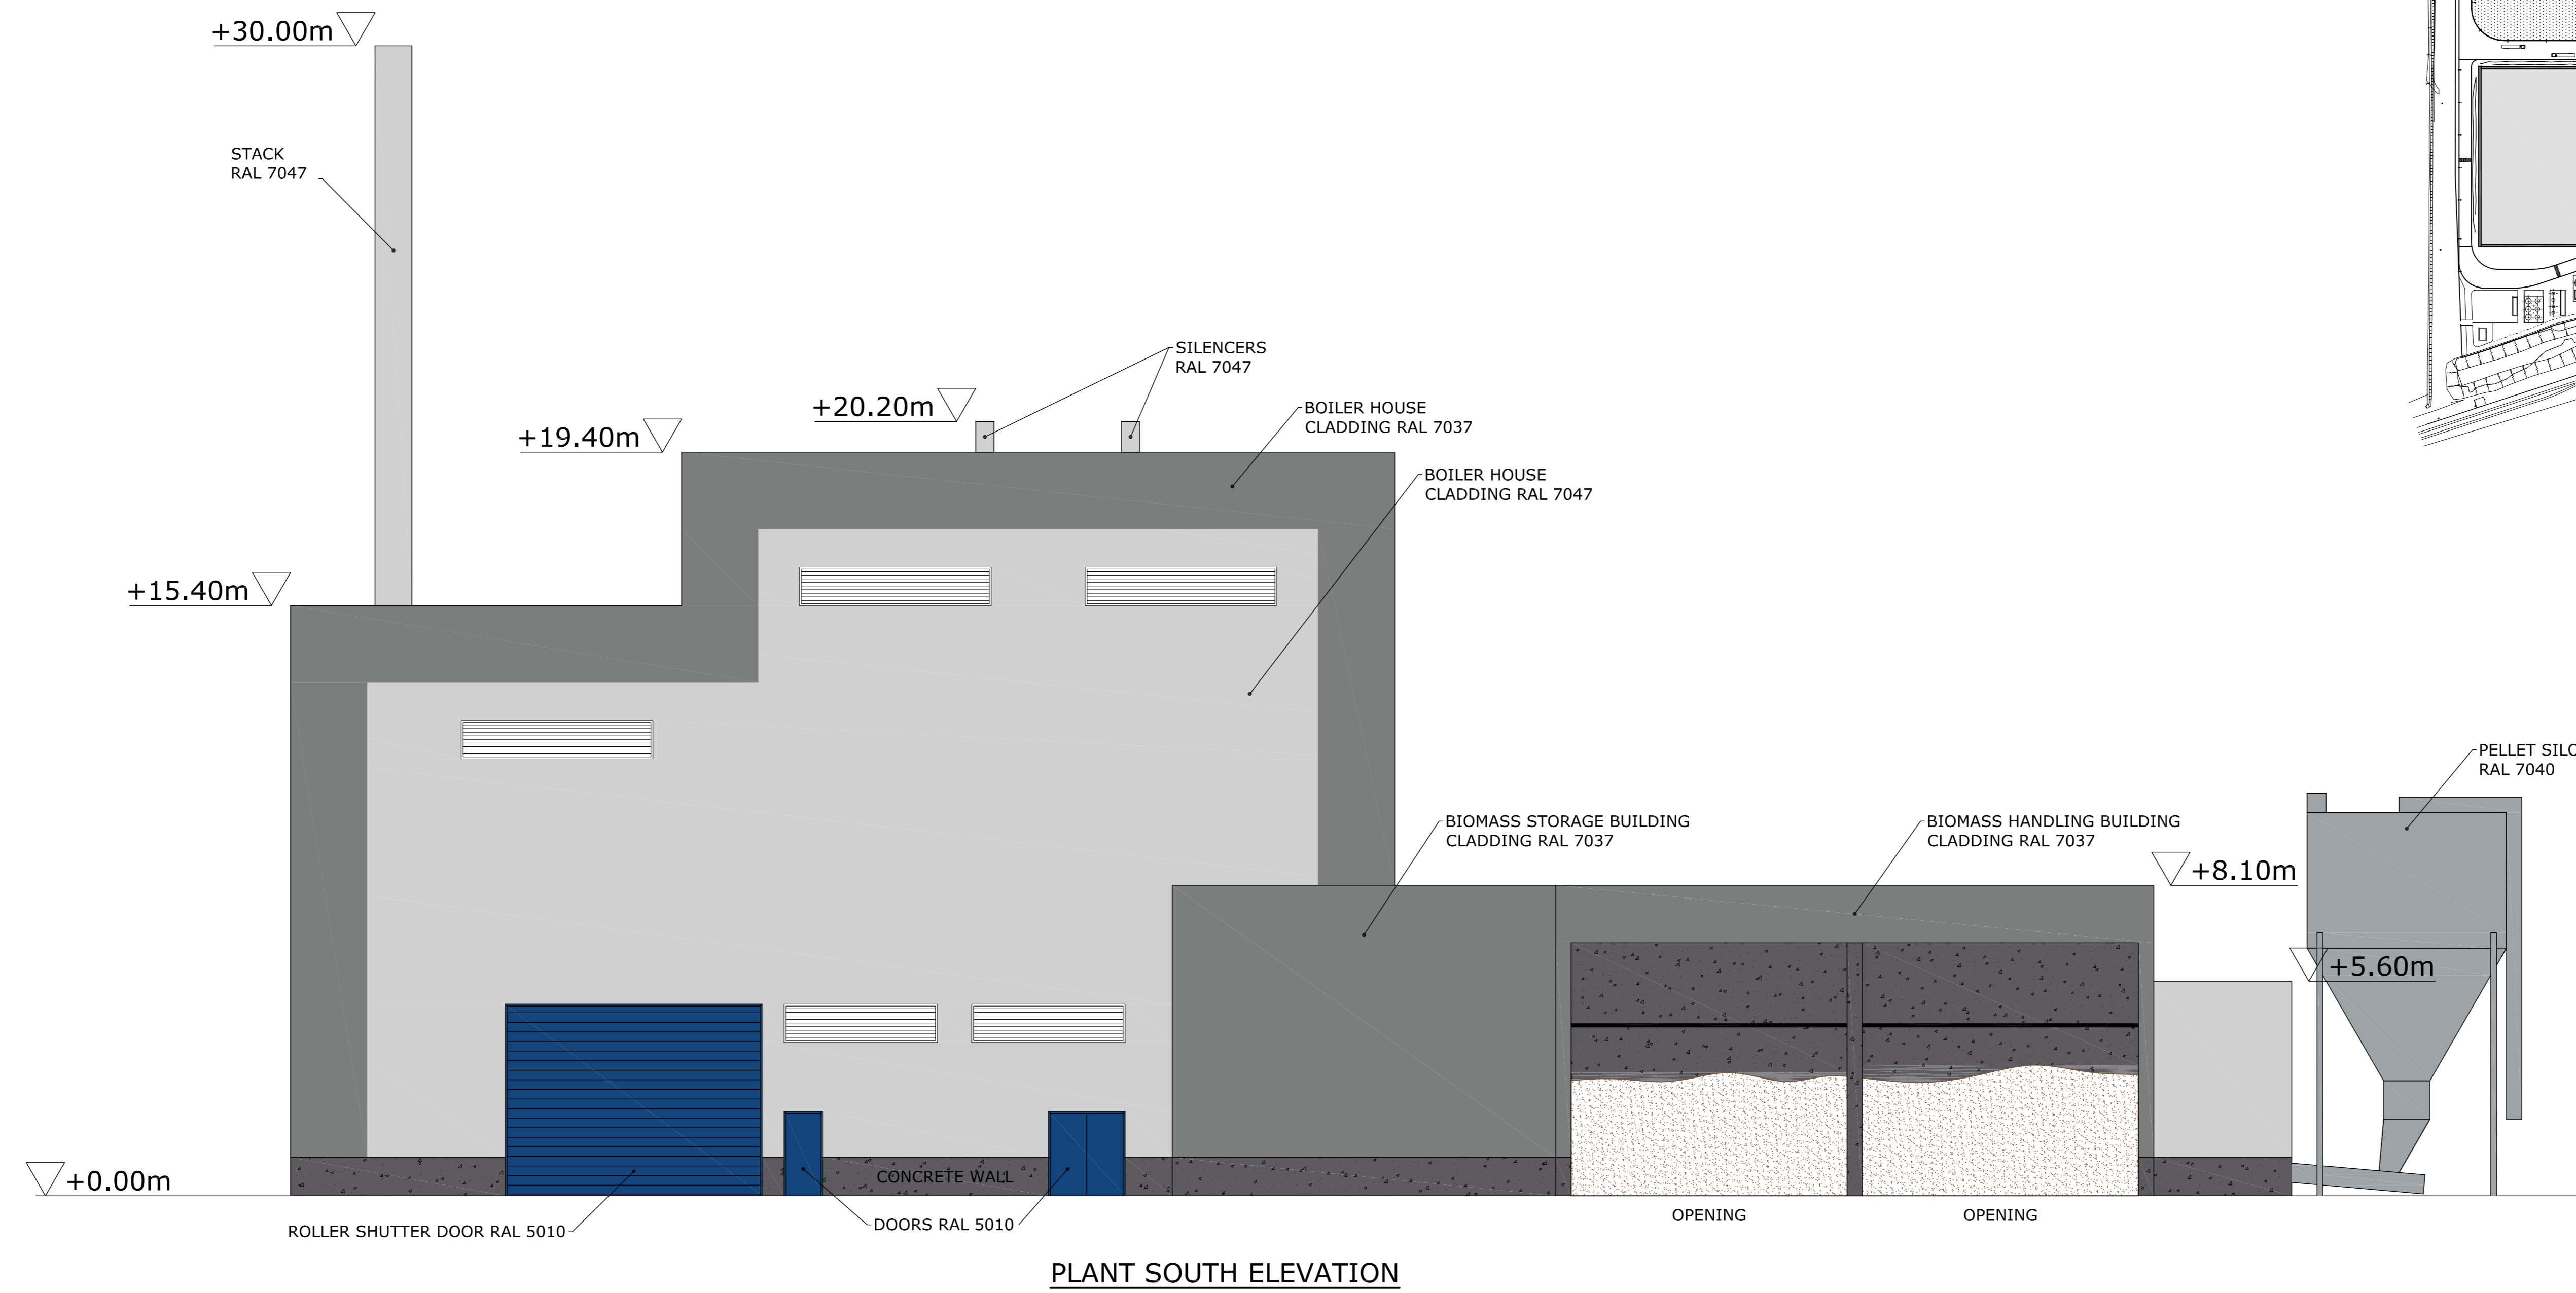 +30.00m
STACK
RAL 7047
SILENCERS
RAL 7047
+20.20m
BOILER HOUSE
CLADDING RAL 7037
+19.40m
BOILER HOUSE
CLADDING RAL 7047
+15.40m
PELLET SILO
RAL 7040
BIOMASS STORAGE BUILDING
CLADDING RAL 7037
BIOMASS HANDLING BUILDING
CLADDING RAL 7037
+8.10m
+5.60m
CONCRETE WALL
+0.00m
ROLLER SHUTTER DOOR RAL 5010
DOORS RAL 5010
OPENING
OPENING
PLANT SOUTH ELEVATION